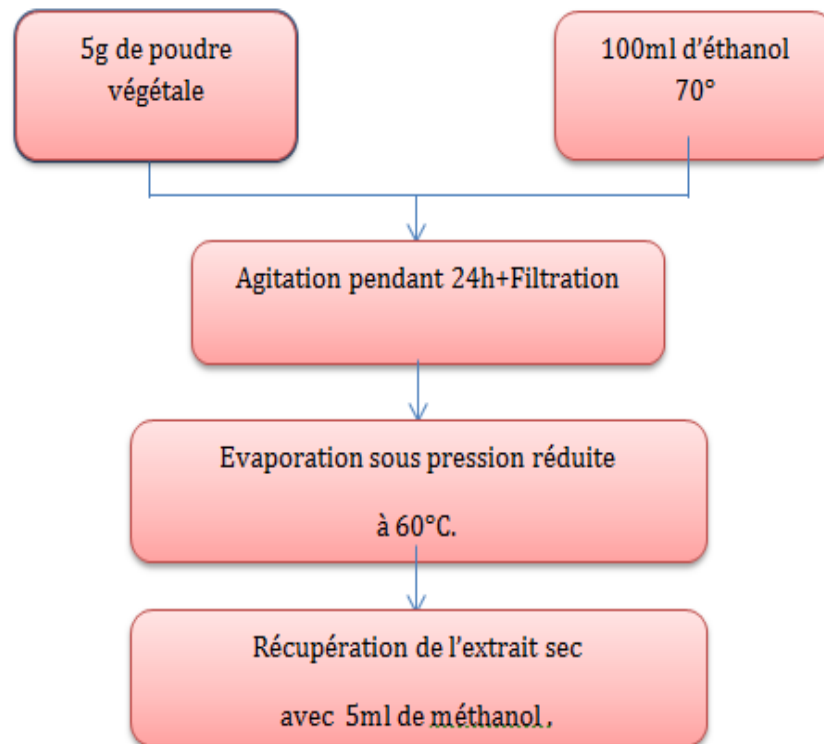 5g de poudre
végétale
100ml d'éthanol
70°
Agitation pendant 24h+Filtration
Evaporation sous pression réduite
à 60°C.
Récupération de l'extrait sec
avec 5ml de méthanol,